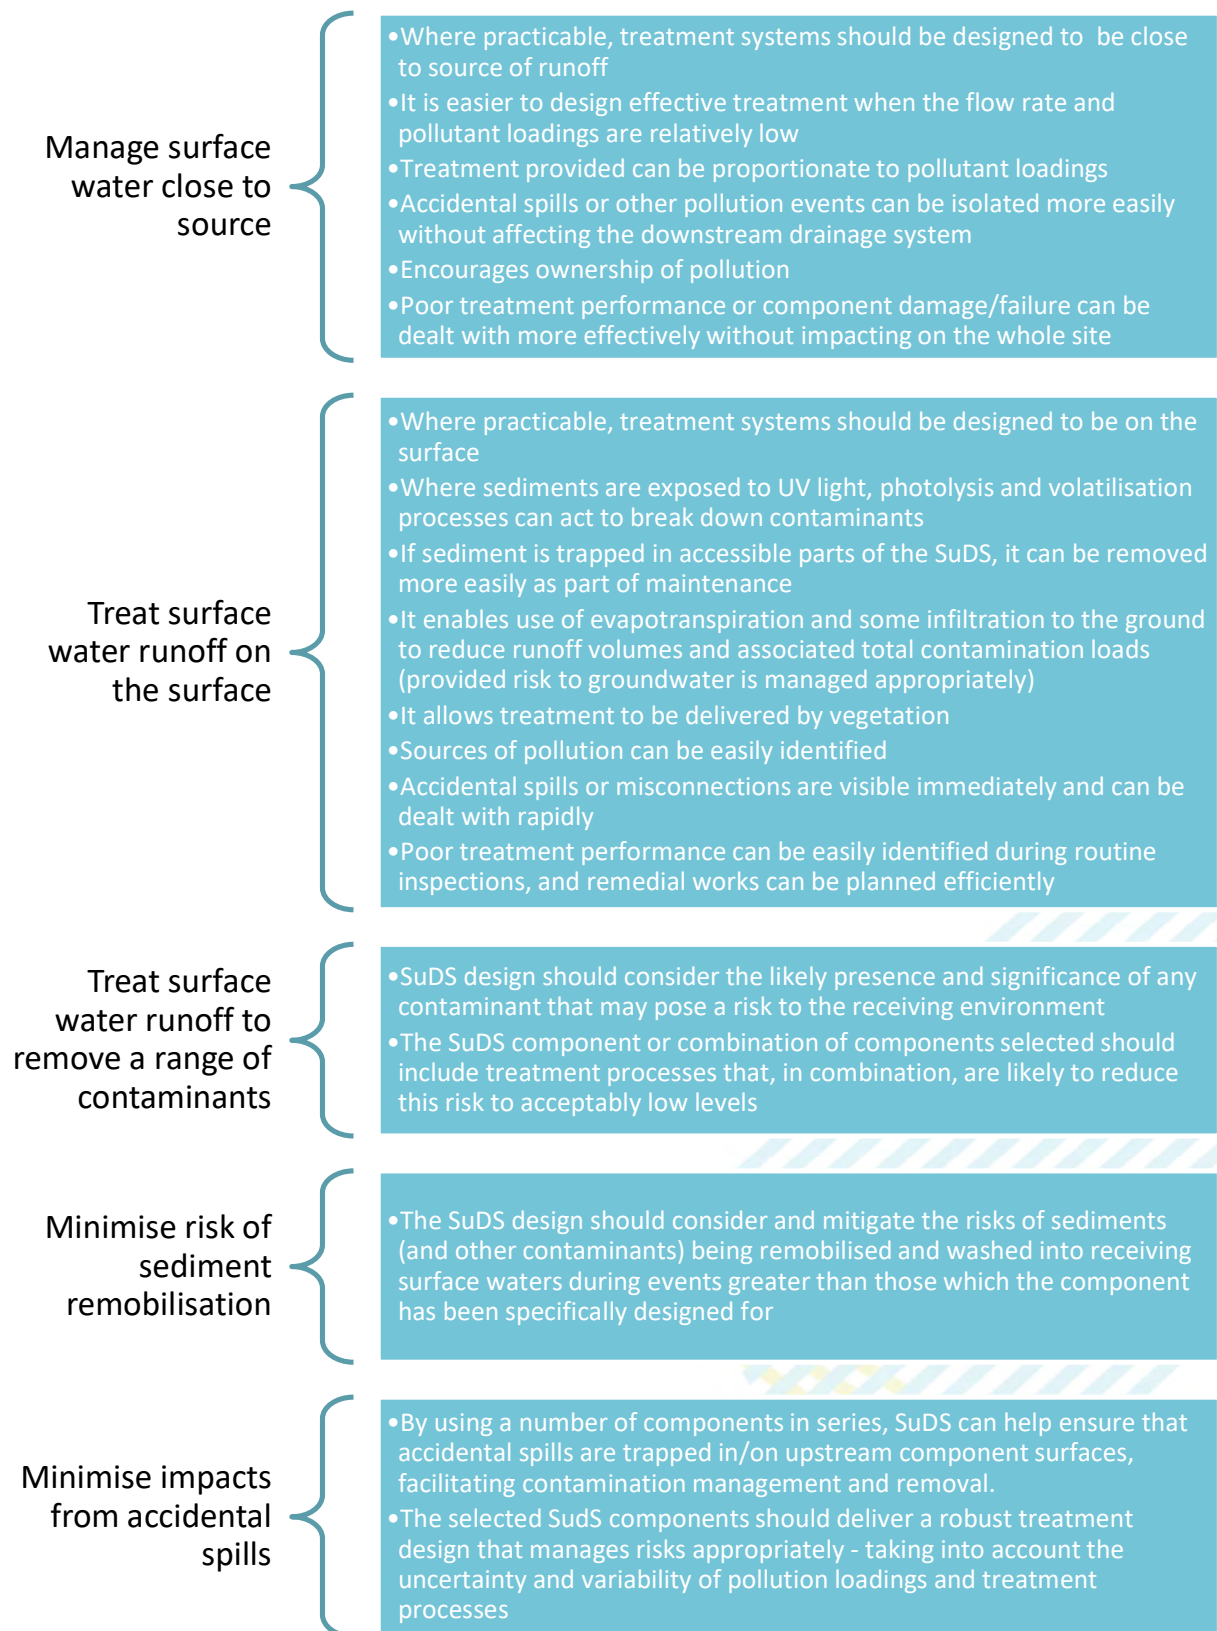 Manage surface
water close to
source
•Where practicable, treatment systems should be designed to  be close
to source of runoff
•It is easier to design effective treatment when the flow rate and
pollutant loadings are relatively low
•Treatment provided can be proportionate to pollutant loadings
•Accidental spills or other pollution events can be isolated more easily
without affecting the downstream drainage system
•Encourages ownership of pollution
•Poor treatment performance or component damage/failure can be
dealt with more effectively without impacting on the whole site
Treat surface
water runoff on
the surface
•Where practicable, treatment systems should be designed to be on the
surface
•Where sediments are exposed to UV light, photolysis and volatilisation
processes can act to break down contaminants
•If sediment is trapped in accessible parts of the SuDS, it can be removed
more easily as part of maintenance
•It enables use of evapotranspiration and some infiltration to the ground
to reduce runoff volumes and associated total contamination loads
(provided risk to groundwater is managed appropriately)
•It allows treatment to be delivered by vegetation
•Sources of pollution can be easily identified
•Accidental spills or misconnections are visible immediately and can be
dealt with rapidly
•Poor treatment performance can be easily identified during routine
inspections, and remedial works can be planned efficiently
Treat surface
water runoff to
remove a range of
contaminants
•SuDS design should consider the likely presence and significance of any
contaminant that may pose a risk to the receiving environment
•The SuDS component or combination of components selected should
include treatment processes that, in combination, are likely to reduce
this risk to acceptably low levels
Minimise risk of
sediment
remobilisation
•The SuDS design should consider and mitigate the risks of sediments
(and other contaminants) being remobilised and washed into receiving
surface waters during events greater than those which the component
has been specifically designed for
Minimise impacts
from accidental
spills
•By using a number of components in series, SuDS can help ensure that
accidental spills are trapped in/on upstream component surfaces,
facilitating contamination management and removal.
•The selected SudS components should deliver a robust treatment
design that manages risks appropriately - taking into account the
uncertainty and variability of pollution loadings and treatment
processes